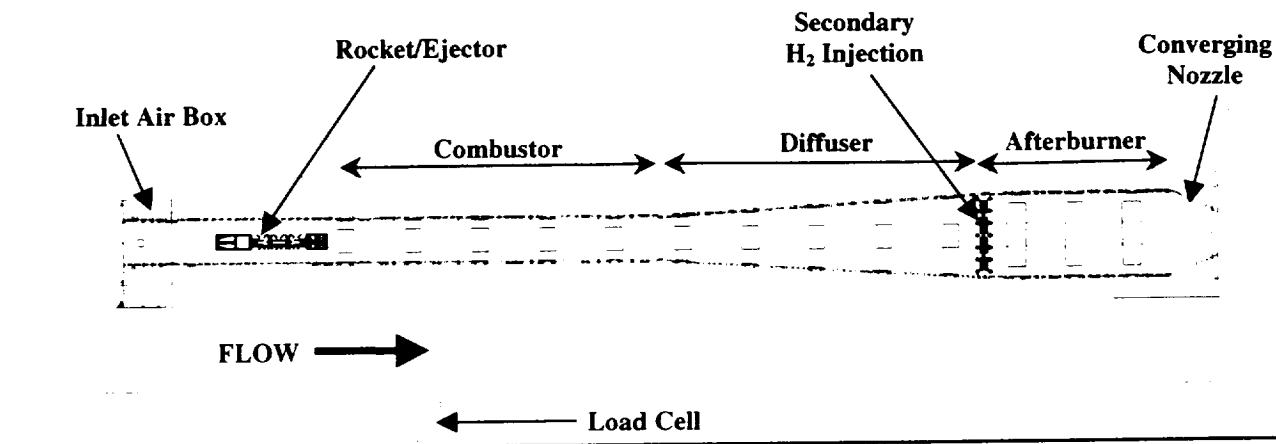 Secondary
H₂ Injection
Rocket/Ejector
Converging
Nozzle
Inlet Air Box
Combustor
Diffuser
Afterburner
FLOW
Load Cell